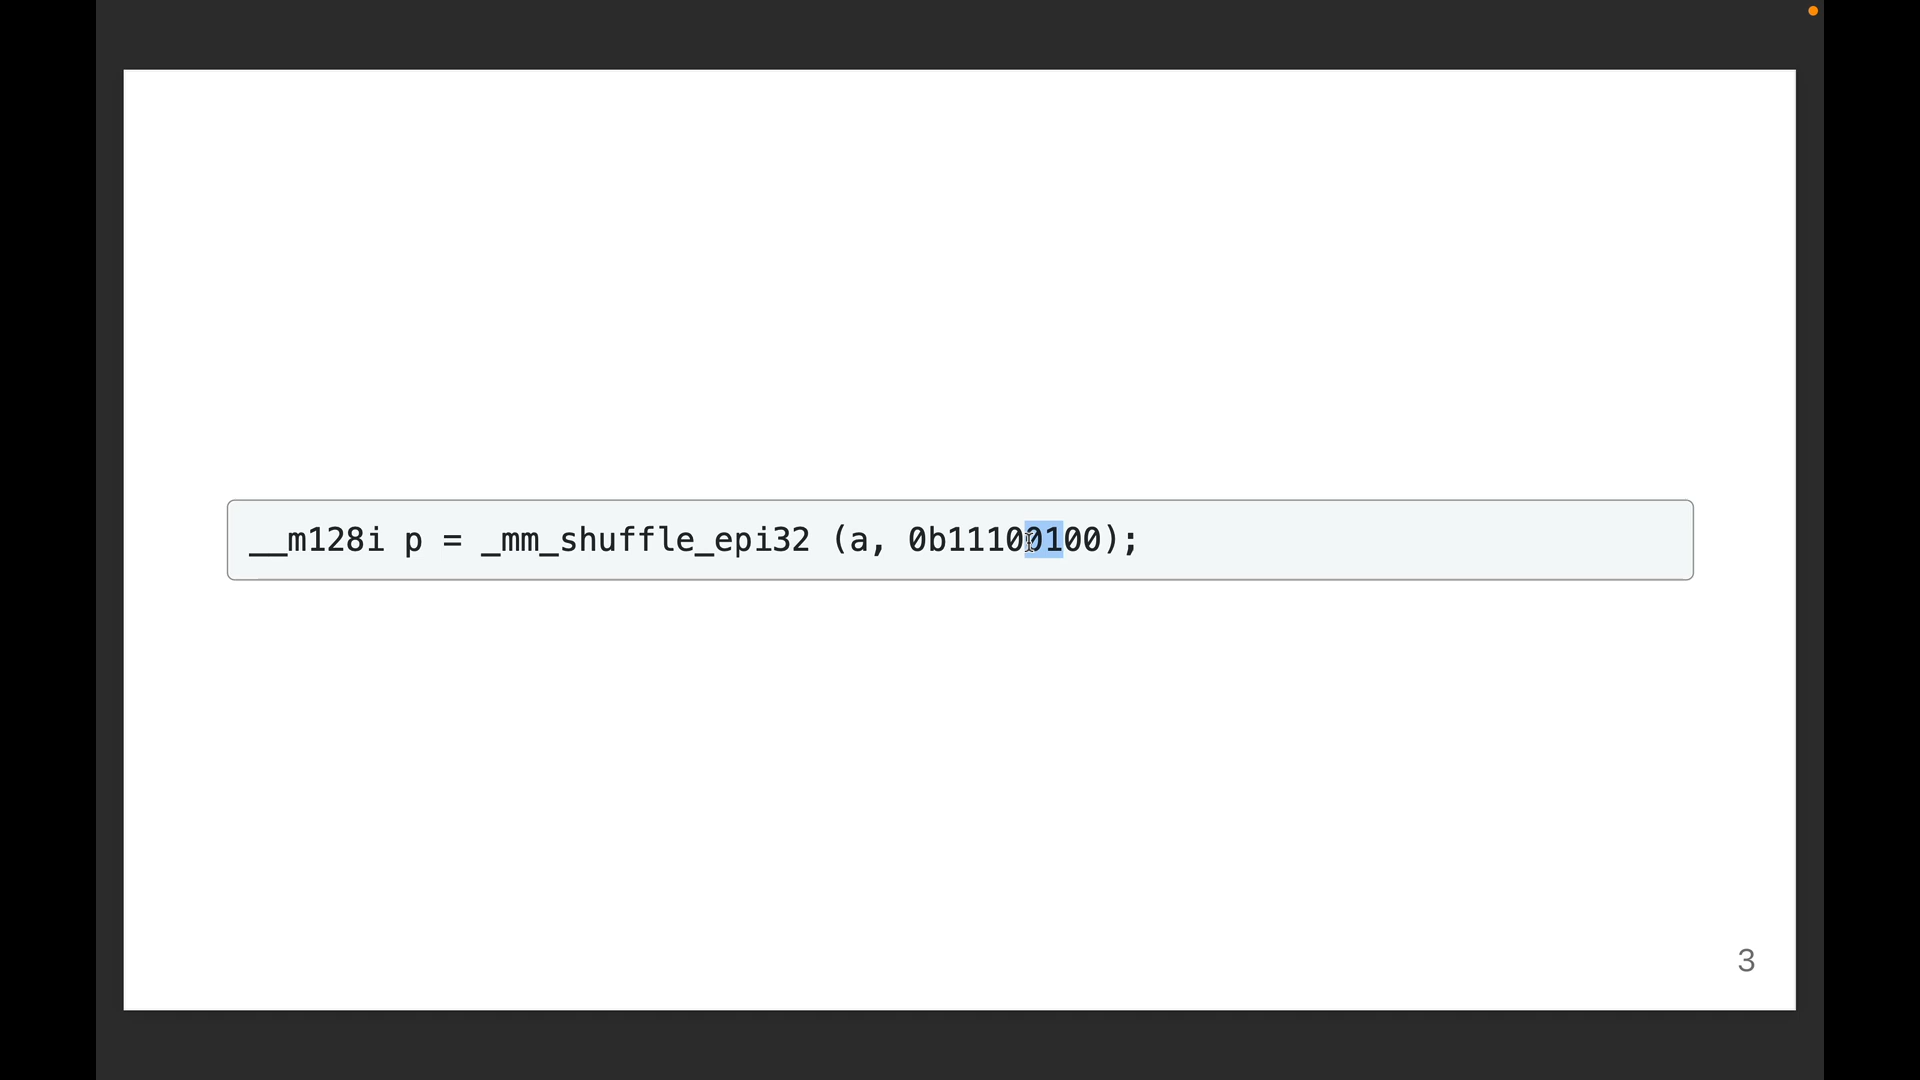 __m128i p = _mm_shuffle_epi32 (a, 0b11100100);
3